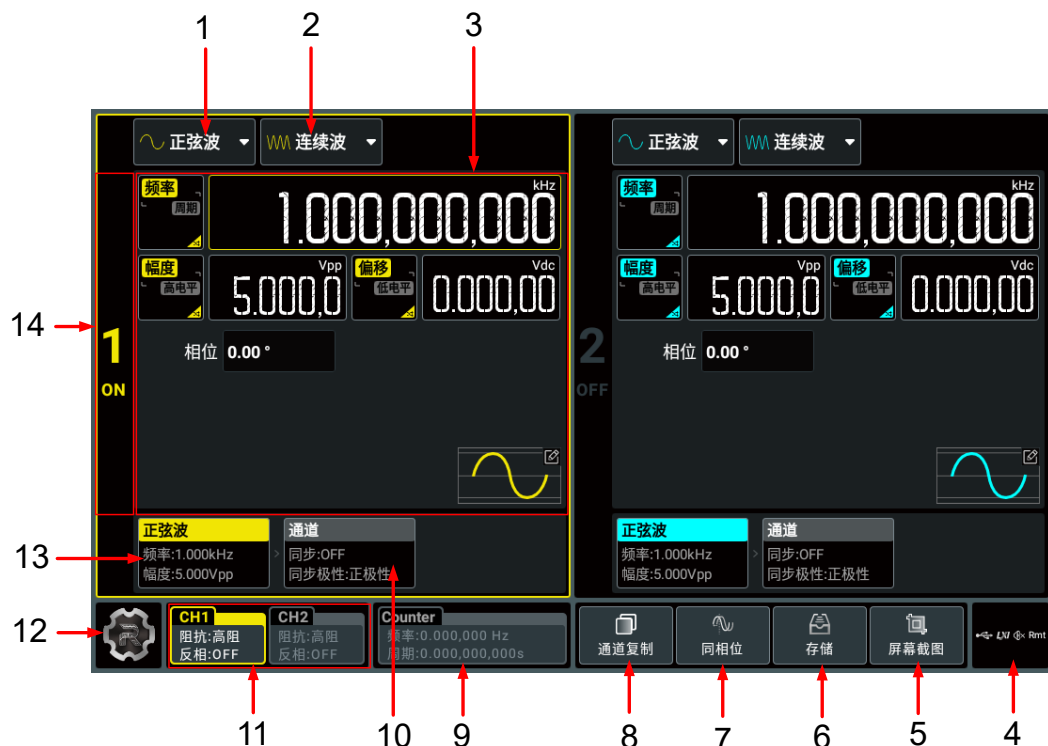 1 2 3
正弦波 连续波 正弦波 连续波
频率 周期 1.000,000,000 kHz 频率 周期 1.000,000,000 kHz
幅度 高电平 5.000,0 Vpp 偏移 低电平 0.000,00 Vdc 幅度 高电平 5.000,0 Vpp 偏移 低电平 0.000,00 Vdc
14
1 相位 0.00 ° 2 相位 0.00 °
ON OFF
正弦波 通道 正弦波 通道
13 频率:1.000kHz 同步:OFF 频率:1.000kHz 同步:OFF
幅度:5.000Vpp 同步极性:正极性 幅度:5.000Vpp 同步极性:正极性
CH1 CH2 Counter
12 R 阻抗:高阻 阻抗:高阻 频率:0.000,000 Hz LXI Rmt
反相:OFF 反相:OFF 周期:0.000,000,000s 通道复制 同相位 存储 屏幕截图
11 10 9 8 7 6 5 4